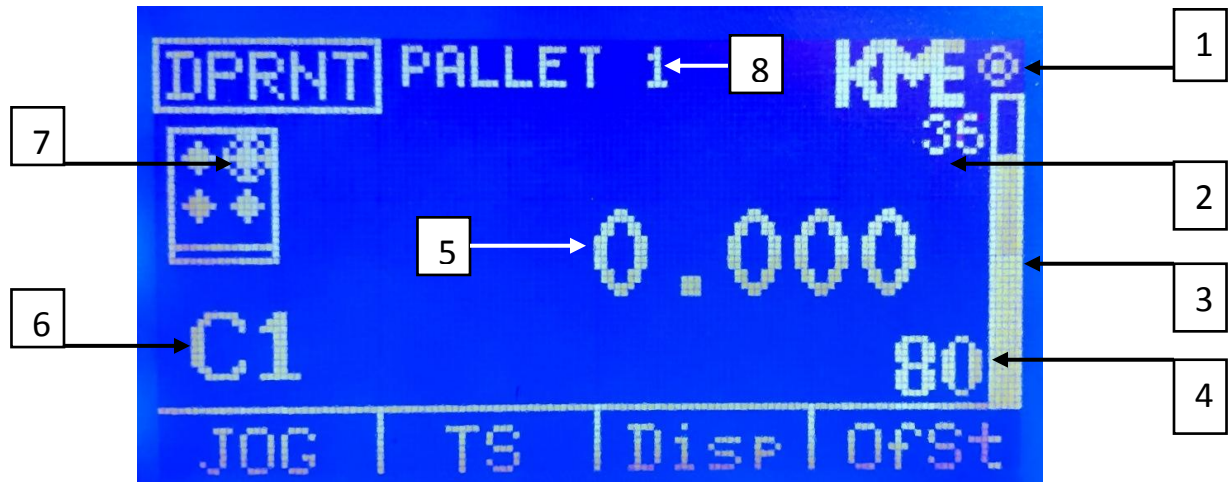 DPRNT PALLET 1 8 KME 1
36
7
2
5 0.000
3
6 C1
80 4
JOG TS Disp OfSt